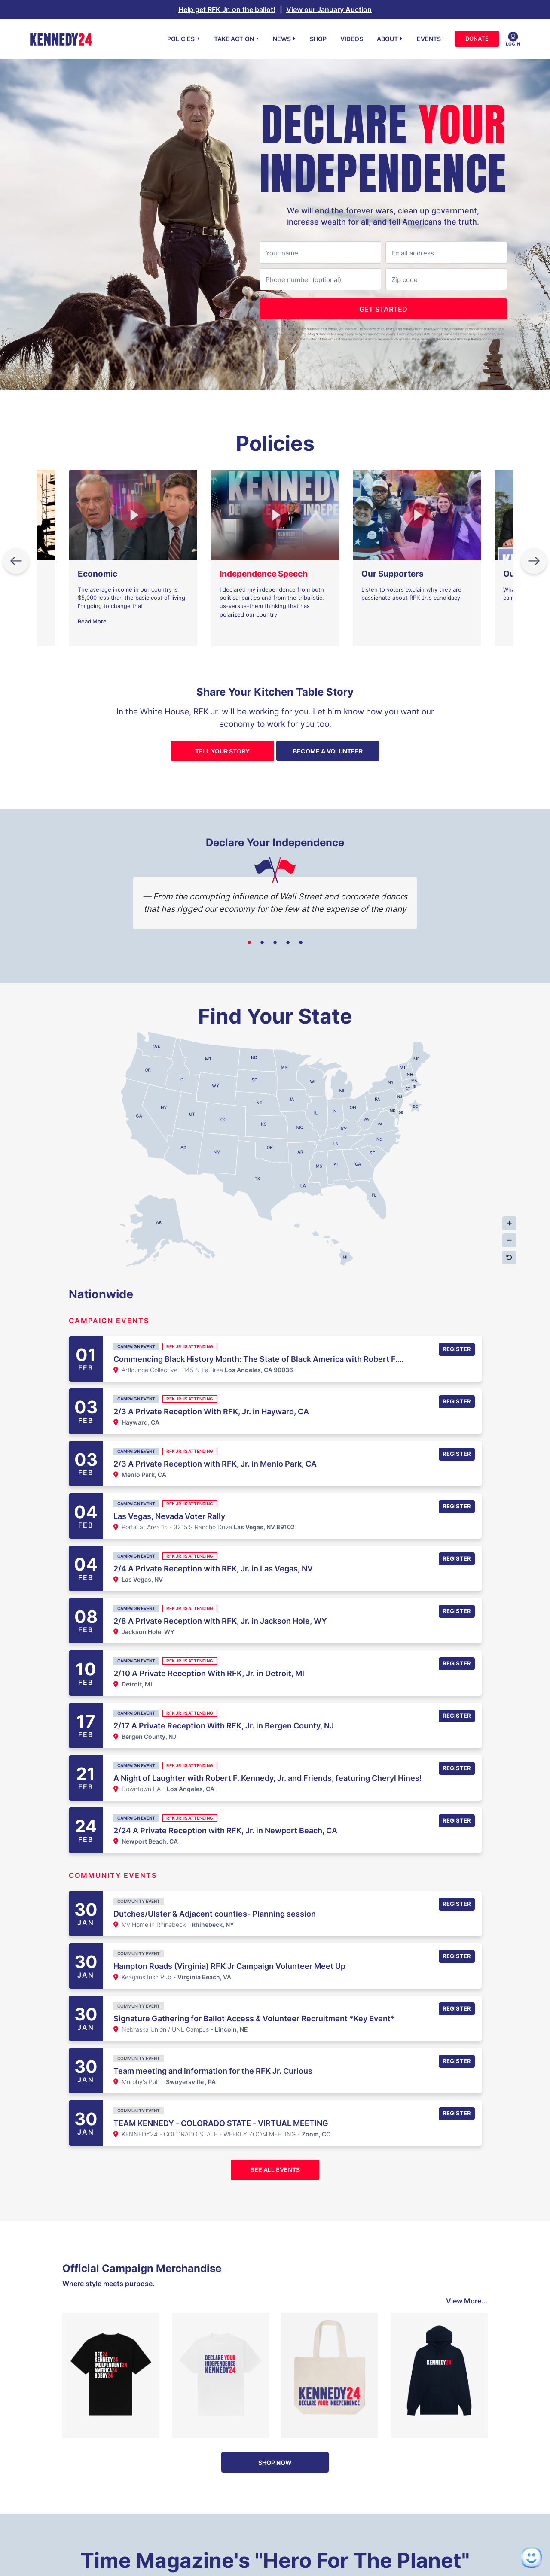 Help get RFK Jr. on the ballot! | View our January Auction
KENNEDY24
POLICIES TAKE ACTION NEWS SHOP VIDEOS ABOUT EVENTS DONATE LOGIN
DECLARE YOUR
INDEPENDENCE
We will end the forever wars, clean up government,
increase wealth for all, and tell Americans the truth.
Your name Email address
Phone number (optional) Zip code
GET STARTED
Policies
Economic
The average income in our country is
$5,000 less than the basic cost of living.
I'm going to change that.
Read More
Independence Speech
I declared my independence from both
political parties and from the tribalistic,
us-versus-them thinking that has
polarized our country.
Our Supporters
Listen to voters explain why they are
passionate about RFK Jr.'s candidacy.
Share Your Kitchen Table Story
In the White House, RFK Jr. will be working for you. Let him know how you want our
economy to work for you too.
TELL YOUR STORY BECOME A VOLUNTEER
Declare Your Independence
— From the corrupting influence of Wall Street and corporate donors
that has rigged our economy for the few at the expense of the many
Find Your State
WA MT ND MN ME
OR ID WY SD WI MI VT NH
NY MA CT RI
CA NV UT CO NE IA IL IN OH PA NJ
KS MO KY WV VA MD DE DC
AZ NM OK AR TN NC SC
TX LA MS AL GA
FL
AK HI
Nationwide
CAMPAIGN EVENTS
01 FEB
CAMPAIGN EVENT RFK JR. IS ATTENDING
Commencing Black History Month: The State of Black America with Robert F....
Artlounge Collective - 145 N La Brea Los Angeles, CA 90036
REGISTER
03 FEB
CAMPAIGN EVENT RFK JR. IS ATTENDING
2/3 A Private Reception With RFK, Jr. in Hayward, CA
Hayward, CA
REGISTER
03 FEB
CAMPAIGN EVENT RFK JR. IS ATTENDING
2/3 A Private Reception with RFK, Jr. in Menlo Park, CA
Menlo Park, CA
REGISTER
04 FEB
CAMPAIGN EVENT RFK JR. IS ATTENDING
Las Vegas, Nevada Voter Rally
Portal at Area 15 - 3215 S Rancho Drive Las Vegas, NV 89102
REGISTER
04 FEB
CAMPAIGN EVENT RFK JR. IS ATTENDING
2/4 A Private Reception with RFK, Jr. in Las Vegas, NV
Las Vegas, NV
REGISTER
08 FEB
CAMPAIGN EVENT RFK JR. IS ATTENDING
2/8 A Private Reception with RFK, Jr. in Jackson Hole, WY
Jackson Hole, WY
REGISTER
10 FEB
CAMPAIGN EVENT RFK JR. IS ATTENDING
2/10 A Private Reception With RFK, Jr. in Detroit, MI
Detroit, MI
REGISTER
17 FEB
CAMPAIGN EVENT RFK JR. IS ATTENDING
2/17 A Private Reception With RFK, Jr. in Bergen County, NJ
Bergen County, NJ
REGISTER
21 FEB
CAMPAIGN EVENT RFK JR. IS ATTENDING
A Night of Laughter with Robert F. Kennedy, Jr. and Friends, featuring Cheryl Hines!
Downtown LA - Los Angeles, CA
REGISTER
24 FEB
CAMPAIGN EVENT RFK JR. IS ATTENDING
2/24 A Private Reception with RFK, Jr. in Newport Beach, CA
Newport Beach, CA
REGISTER
COMMUNITY EVENTS
30 JAN
COMMUNITY EVENT
Dutches/Ulster & Adjacent counties- Planning session
My Home in Rhinebeck - Rhinebeck, NY
REGISTER
30 JAN
COMMUNITY EVENT
Hampton Roads (Virginia) RFK Jr Campaign Volunteer Meet Up
Keagans Irish Pub - Virginia Beach, VA
REGISTER
30 JAN
COMMUNITY EVENT
Signature Gathering for Ballot Access & Volunteer Recruitment *Key Event*
Nebraska Union / UNL Campus - Lincoln, NE
REGISTER
30 JAN
COMMUNITY EVENT
Team meeting and information for the RFK Jr. Curious
Murphy's Pub - Swoyersville , PA
REGISTER
30 JAN
COMMUNITY EVENT
TEAM KENNEDY - COLORADO STATE - VIRTUAL MEETING
KENNEDY24 - COLORADO STATE - WEEKLY ZOOM MEETING - Zoom, CO
REGISTER
SEE ALL EVENTS
Official Campaign Merchandise
Where style meets purpose.
View More...
RFK24
KENNEDY24
INDEPENDENT24
AMERICA24
BOBBY24
DECLARE YOUR
INDEPENDENCE
KENNEDY24
KENNEDY24
DECLARE YOUR INDEPENDENCE
KENNEDY24
SHOP NOW
Time Magazine's "Hero For The Planet"